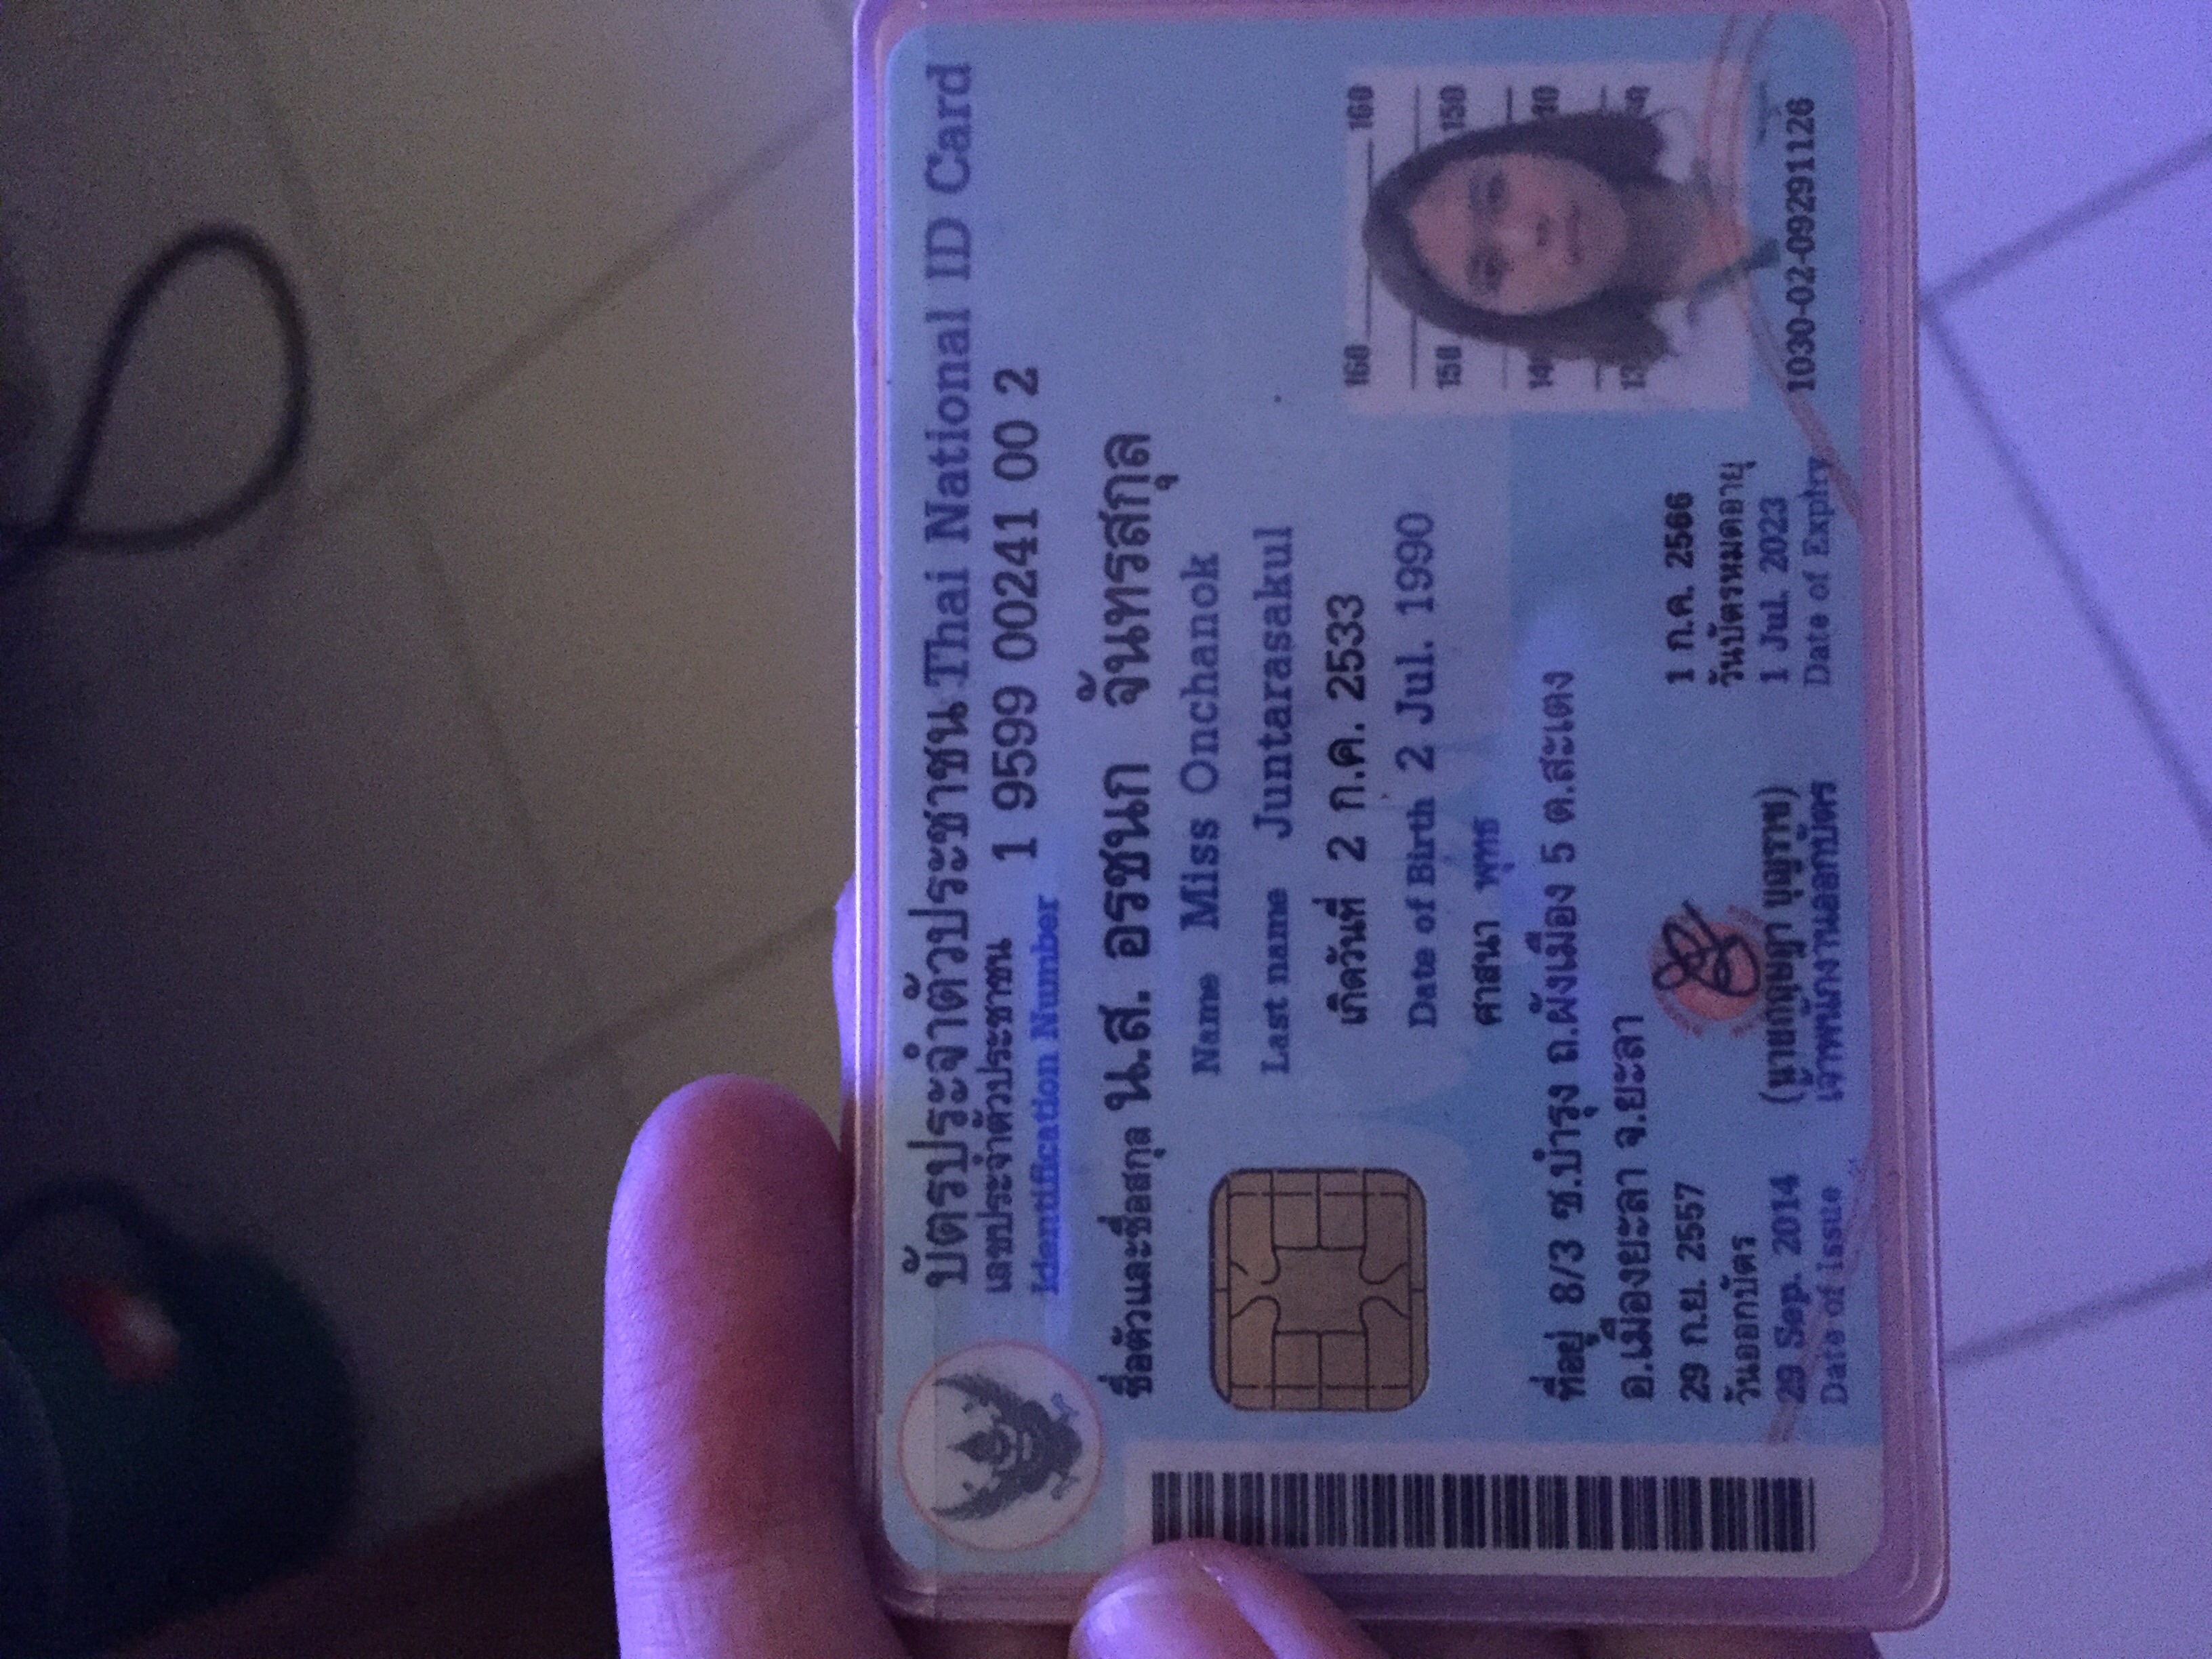 บัตรประจำตัวประชาชน Thai National ID Card
เลขประจำตัวประชาชน 1 9599 00241 00 2
Identification Number
ชื่อตัวและชื่อสกุล น.ส. อรชนก จันทรสกุล
Name Miss Onchanok
Last name Juntarasakul
เกิดวันที่ 2 ก.ค. 2533
Date of Birth 2 Jul. 1990
ศาสนา พุทธ
ที่อยู่ 8/3 ซ.บำรุง ถ.ผังเมือง 5 ต.สะเตง
อ.เมืองยะลา จ.ยะลา
29 ก.ย. 2557
วันออกบัตร
29 Sep. 2014
Date of Issue
(นายกฤษฎา บุญราช)
เจ้าพนักงานออกบัตร
1 ก.ค. 2566
วันบัตรหมดอายุ
1 Jul. 2023
Date of Expiry
160 160
150 150
1030-02-09291126